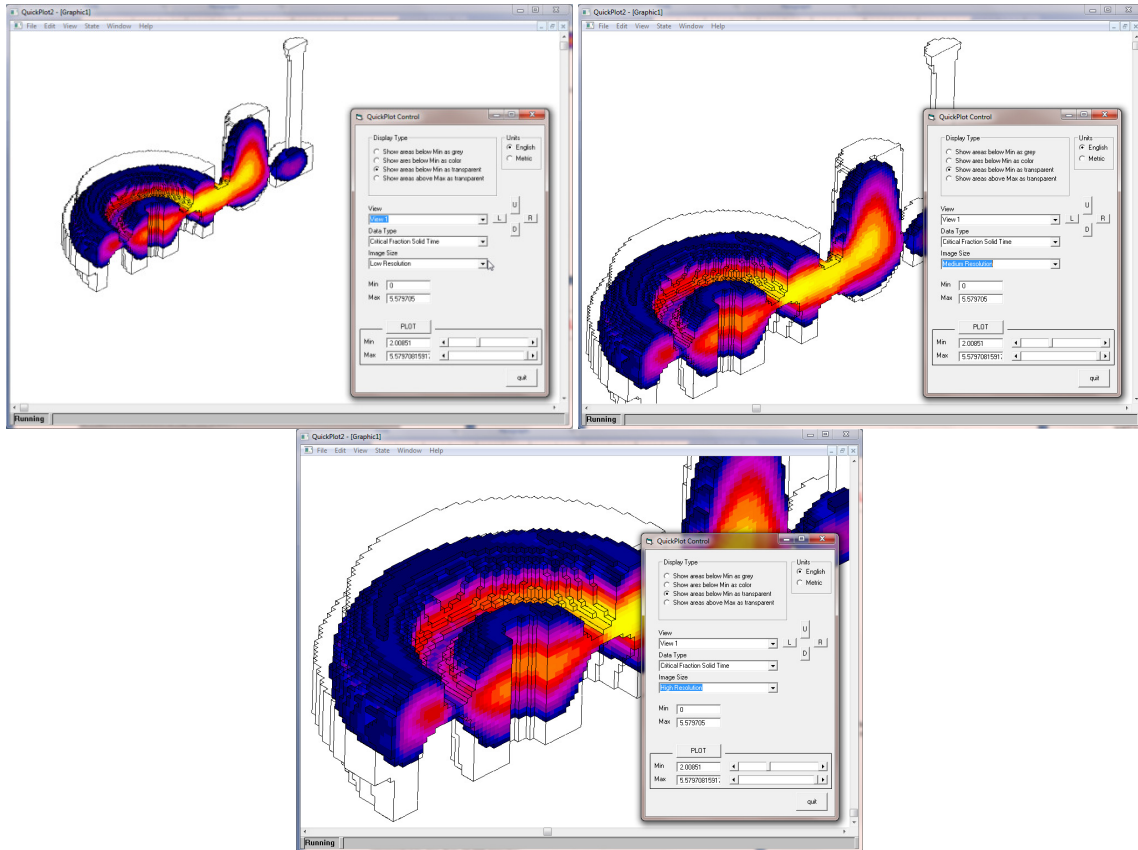 QuickPlot2 - [Graphic1]
File Edit View State Window Help
QuickPlot Control
Display Type
Show areas below Min as grey
Show ares below Min as color
Show areas below Min as transparent
Show areas above Max as transparent
Units
English
Metric
View
View 1
U
L
R
D
Data Type
Critical Fraction Solid Time
Image Size
Low Resolution
Min 0
Max 5.579705
PLOT
Min 2.00851
Max 5.5797081591
quit
Running
QuickPlot2 - [Graphic1]
File Edit View State Window Help
QuickPlot Control
Display Type
Show areas below Min as grey
Show ares below Min as color
Show areas below Min as transparent
Show areas above Max as transparent
Units
English
Metric
View
View 1
U
L
R
D
Data Type
Critical Fraction Solid Time
Image Size
Medium Resolution
Min 0
Max 5.579705
PLOT
Min 2.00851
Max 5.5797081591
quit
Running
QuickPlot2 - [Graphic1]
File Edit View State Window Help
QuickPlot Control
Display Type
Show areas below Min as grey
Show ares below Min as color
Show areas below Min as transparent
Show areas above Max as transparent
Units
English
Metric
View
View 1
U
L
R
D
Data Type
Critical Fraction Solid Time
Image Size
High Resolution
Min 0
Max 5.579705
PLOT
Min 2.00851
Max 5.5797081591
quit
Running